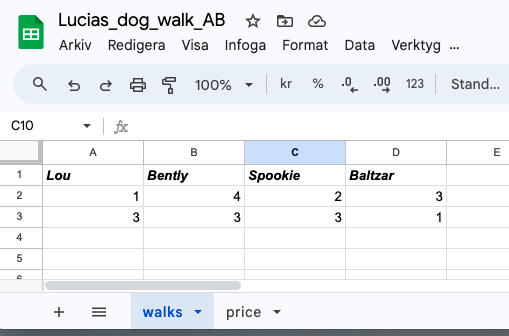 Lucias_dog_walk_AB
Arkiv Redigera Visa Infoga Format Data Verktyg ...
100% kr % .0 .00 123 Stand...
C10 fx
A B C D E
1 Lou Bently Spookie Baltzar
2 1 4 2 3
3 3 3 3 1
4
5
6
+ walks price